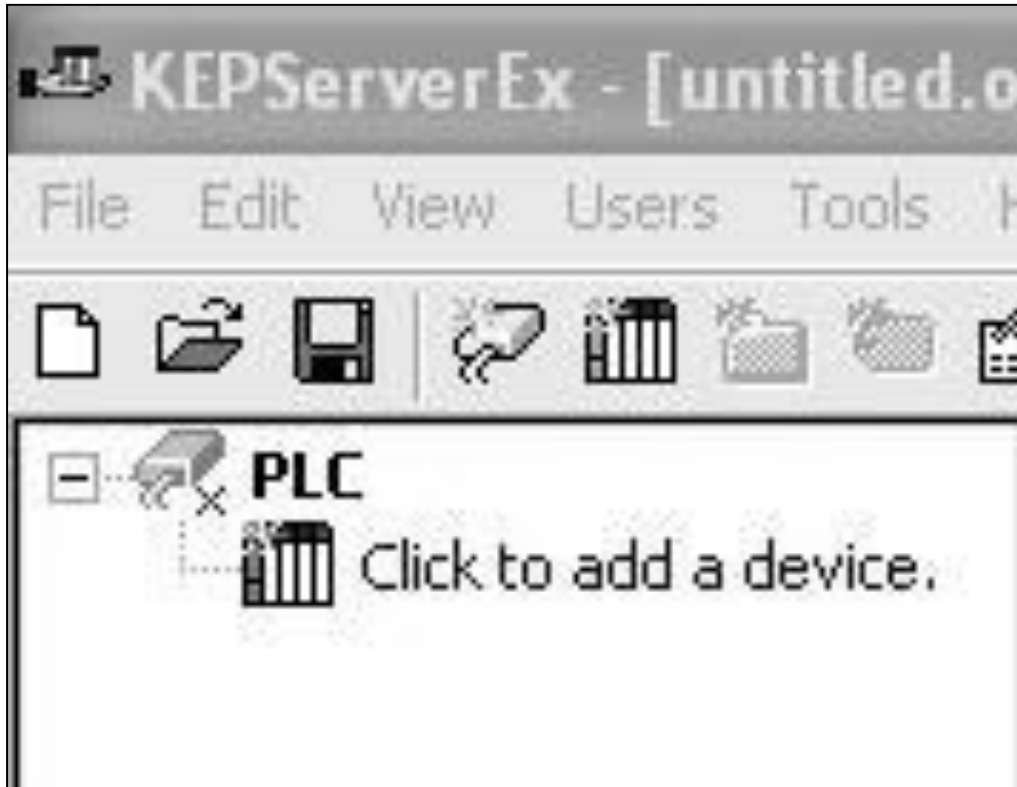 KEPServerEx - [untitled.o
File Edit View Users Tools H
PLC
Click to add a device.